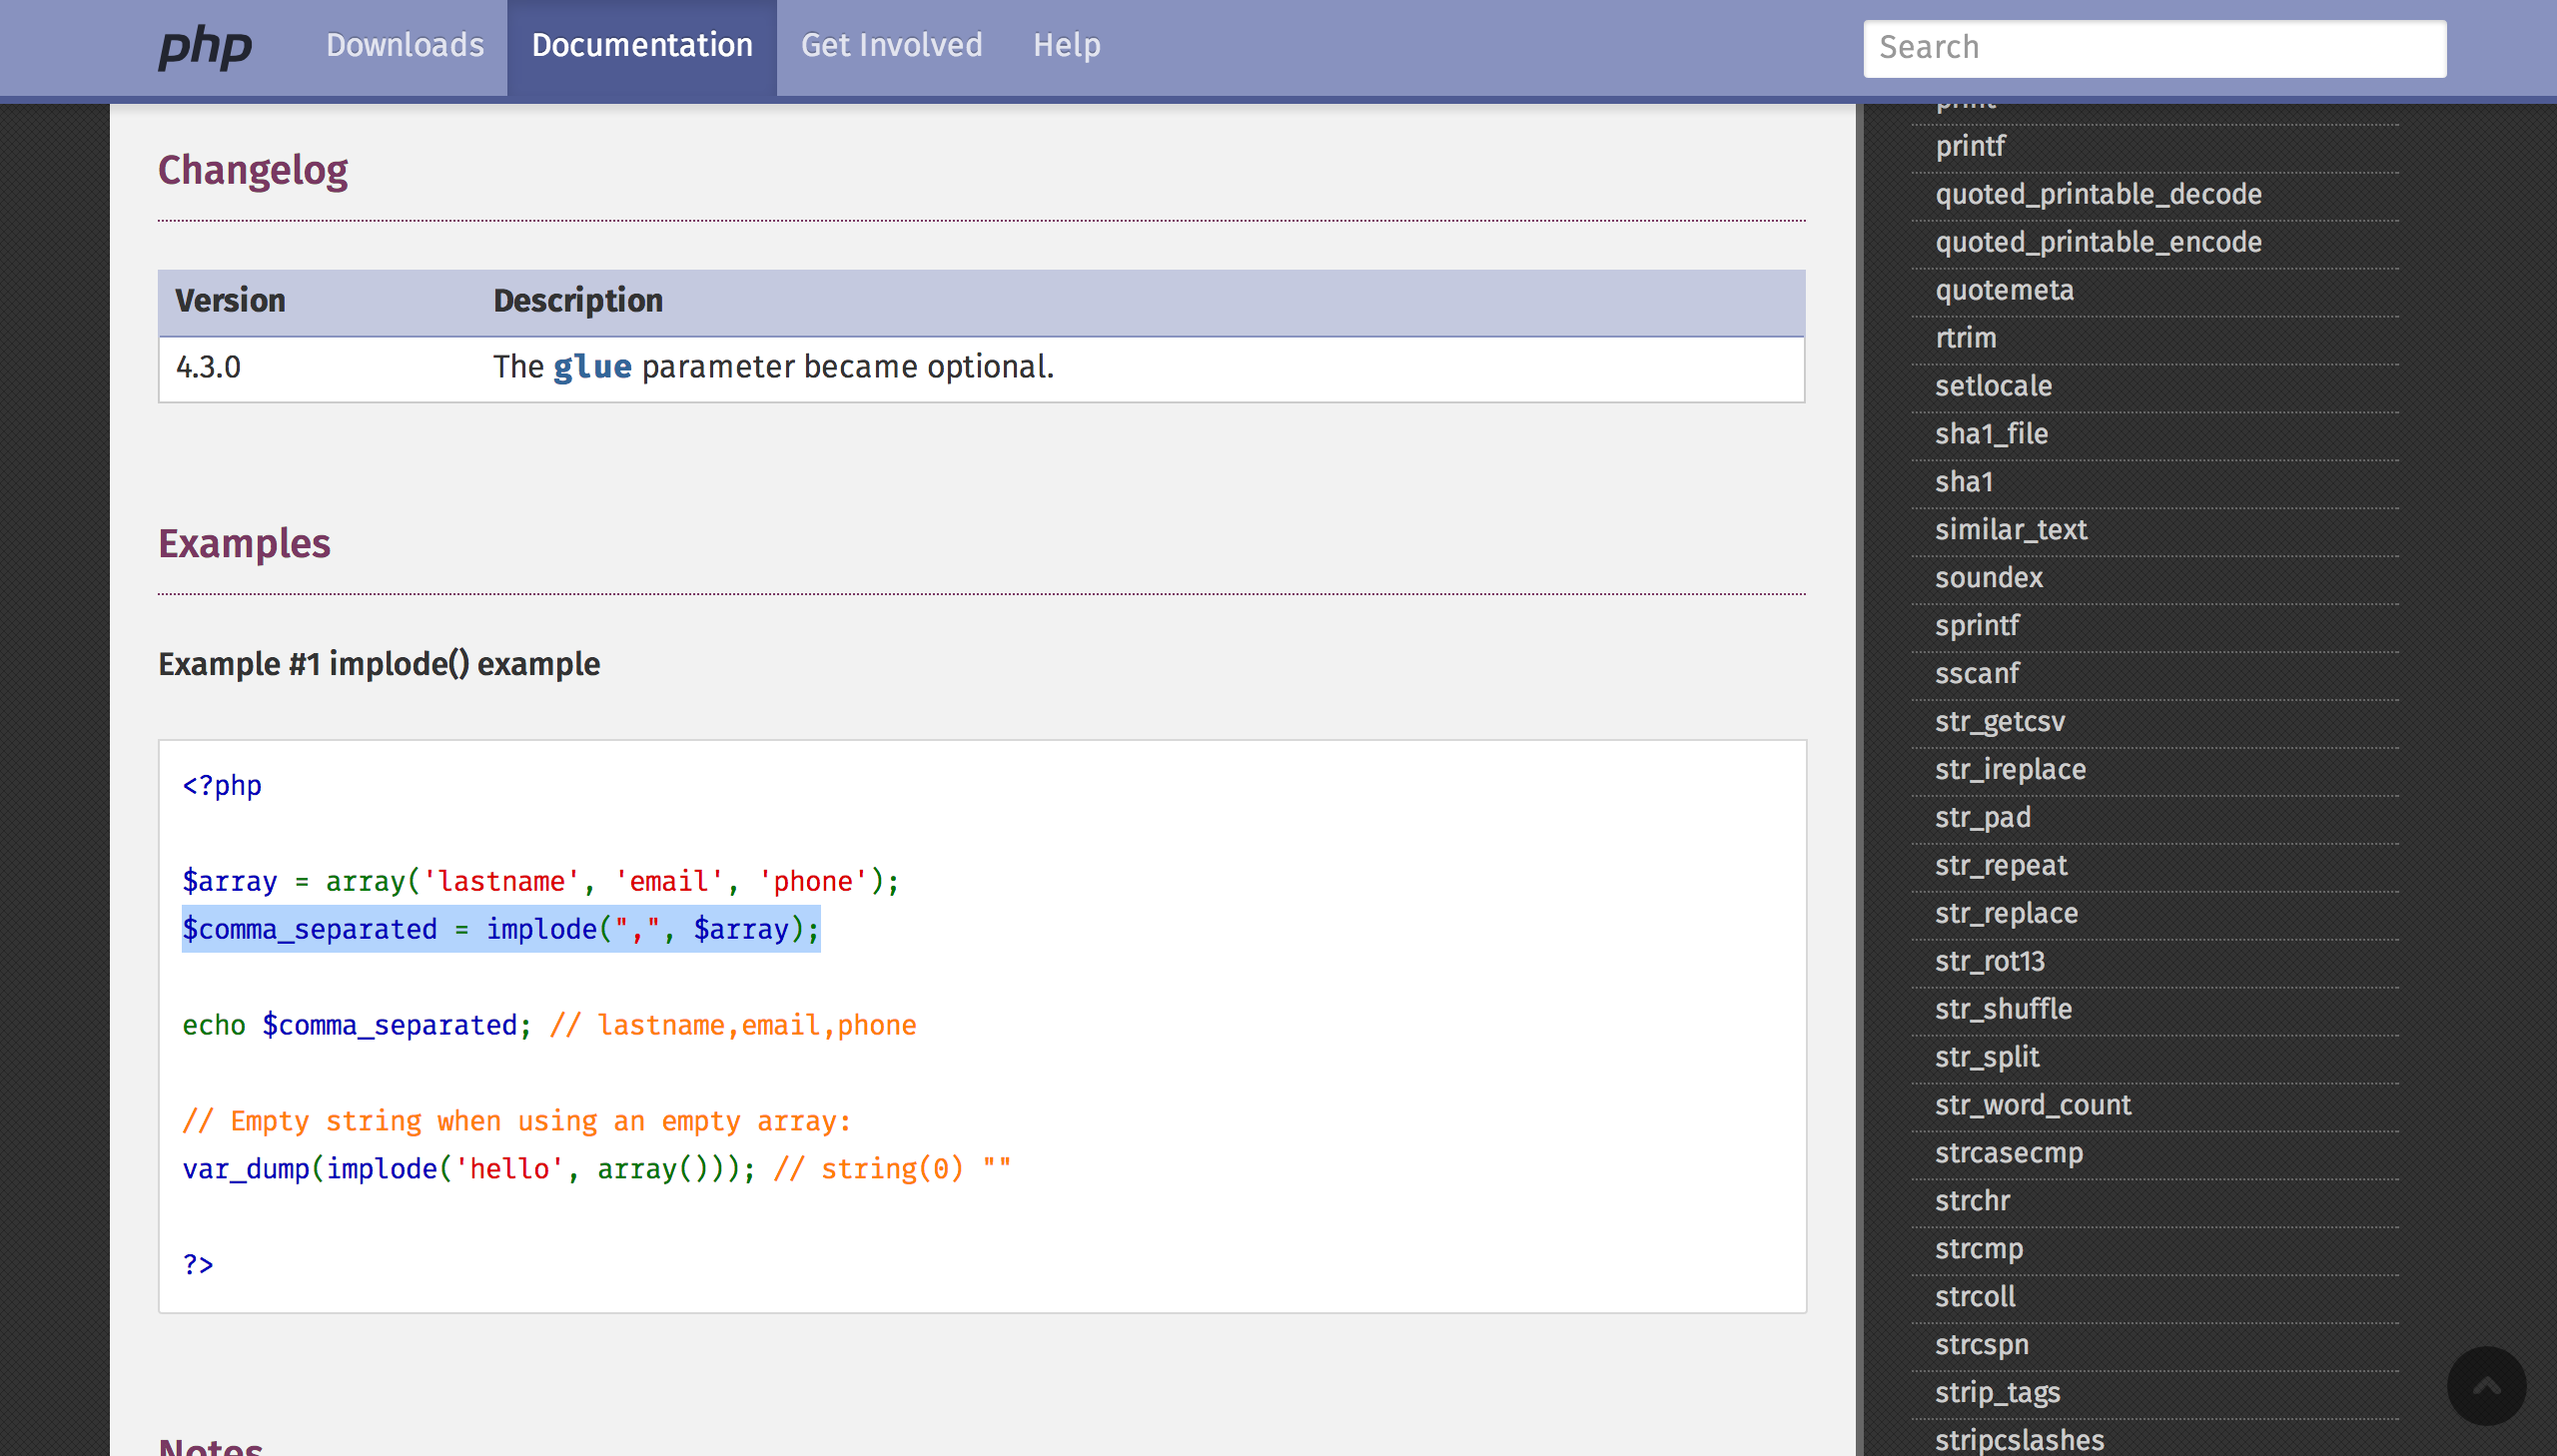 php
Downloads
Documentation
Get Involved
Help
Search
Changelog
Version Description
4.3.0 The glue parameter became optional.
Examples
Example #1 implode() example
<?php
$array = array('lastname', 'email', 'phone');
$comma_separated = implode(",", $array);
echo $comma_separated; // lastname,email,phone
// Empty string when using an empty array:
var_dump(implode('hello', array())); // string(0) ""
?>
Notes
print
printf
quoted_printable_decode
quoted_printable_encode
quotemeta
rtrim
setlocale
sha1_file
sha1
similar_text
soundex
sprintf
sscanf
str_getcsv
str_ireplace
str_pad
str_repeat
str_replace
str_rot13
str_shuffle
str_split
str_word_count
strcasecmp
strchr
strcmp
strcoll
strcspn
strip_tags
stripcslashes